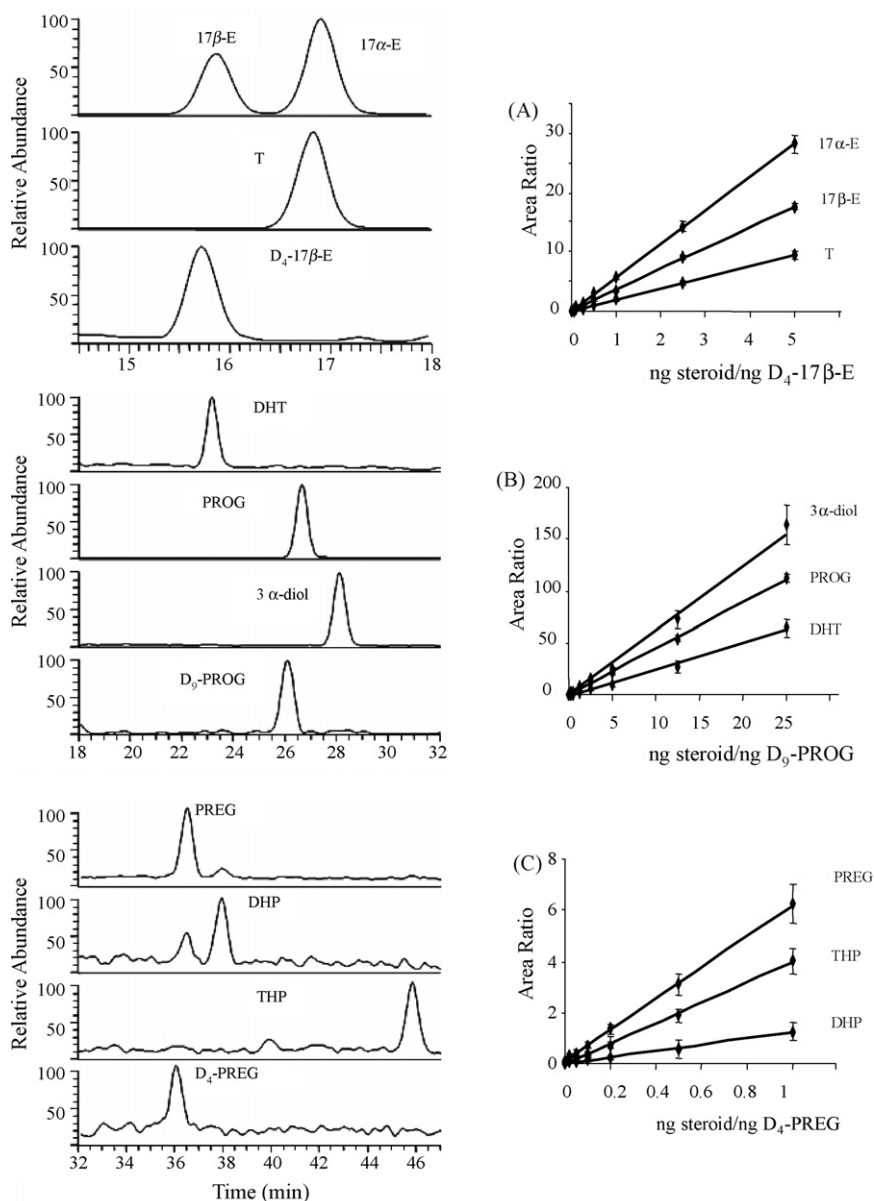 17β-E
17α-E
100
50
T
100
50
D4-17β-E
100
50
15 16 17 18
Relative Abundance
DHT
100
50
PROG
100
50
3 α-diol
100
50
D9-PROG
100
50
18 20 22 24 26 28 30 32
Relative Abundance
PREG
100
50
DHP
100
50
THP
100
50
D4-PREG
100
50
32 34 36 38 40 42 44 46
Relative Abundance
Time (min)
(A)
30
20
10
0
Area Ratio
17α-E
17β-E
T
0 1 2 3 4 5
ng steroid/ng D4-17β-E
(B)
200
150
100
50
0
Area Ratio
3α-diol
PROG
DHT
0 5 10 15 20 25
ng steroid/ng D9-PROG
(C)
8
6
4
2
0
Area Ratio
PREG
THP
DHP
0 0.2 0.4 0.6 0.8 1
ng steroid/ng D4-PREG